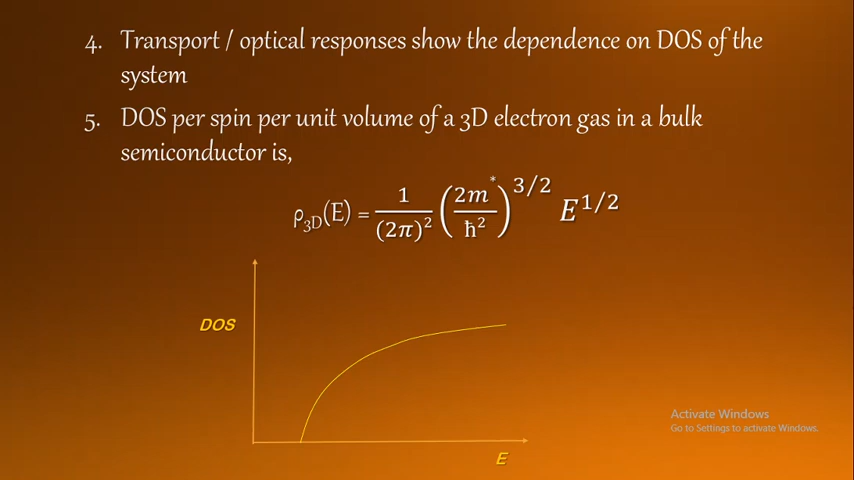 4. Transport / optical responses show the dependence on DOS of the
system
5. DOS per spin per unit volume of a 3D electron gas in a bulk
semiconductor is,
ρ₃D(E) = 1/(2π)² (2m*/ħ²)^3/2 E^1/2
DOS
E
Activate Windows
Go to Settings to activate Windows.